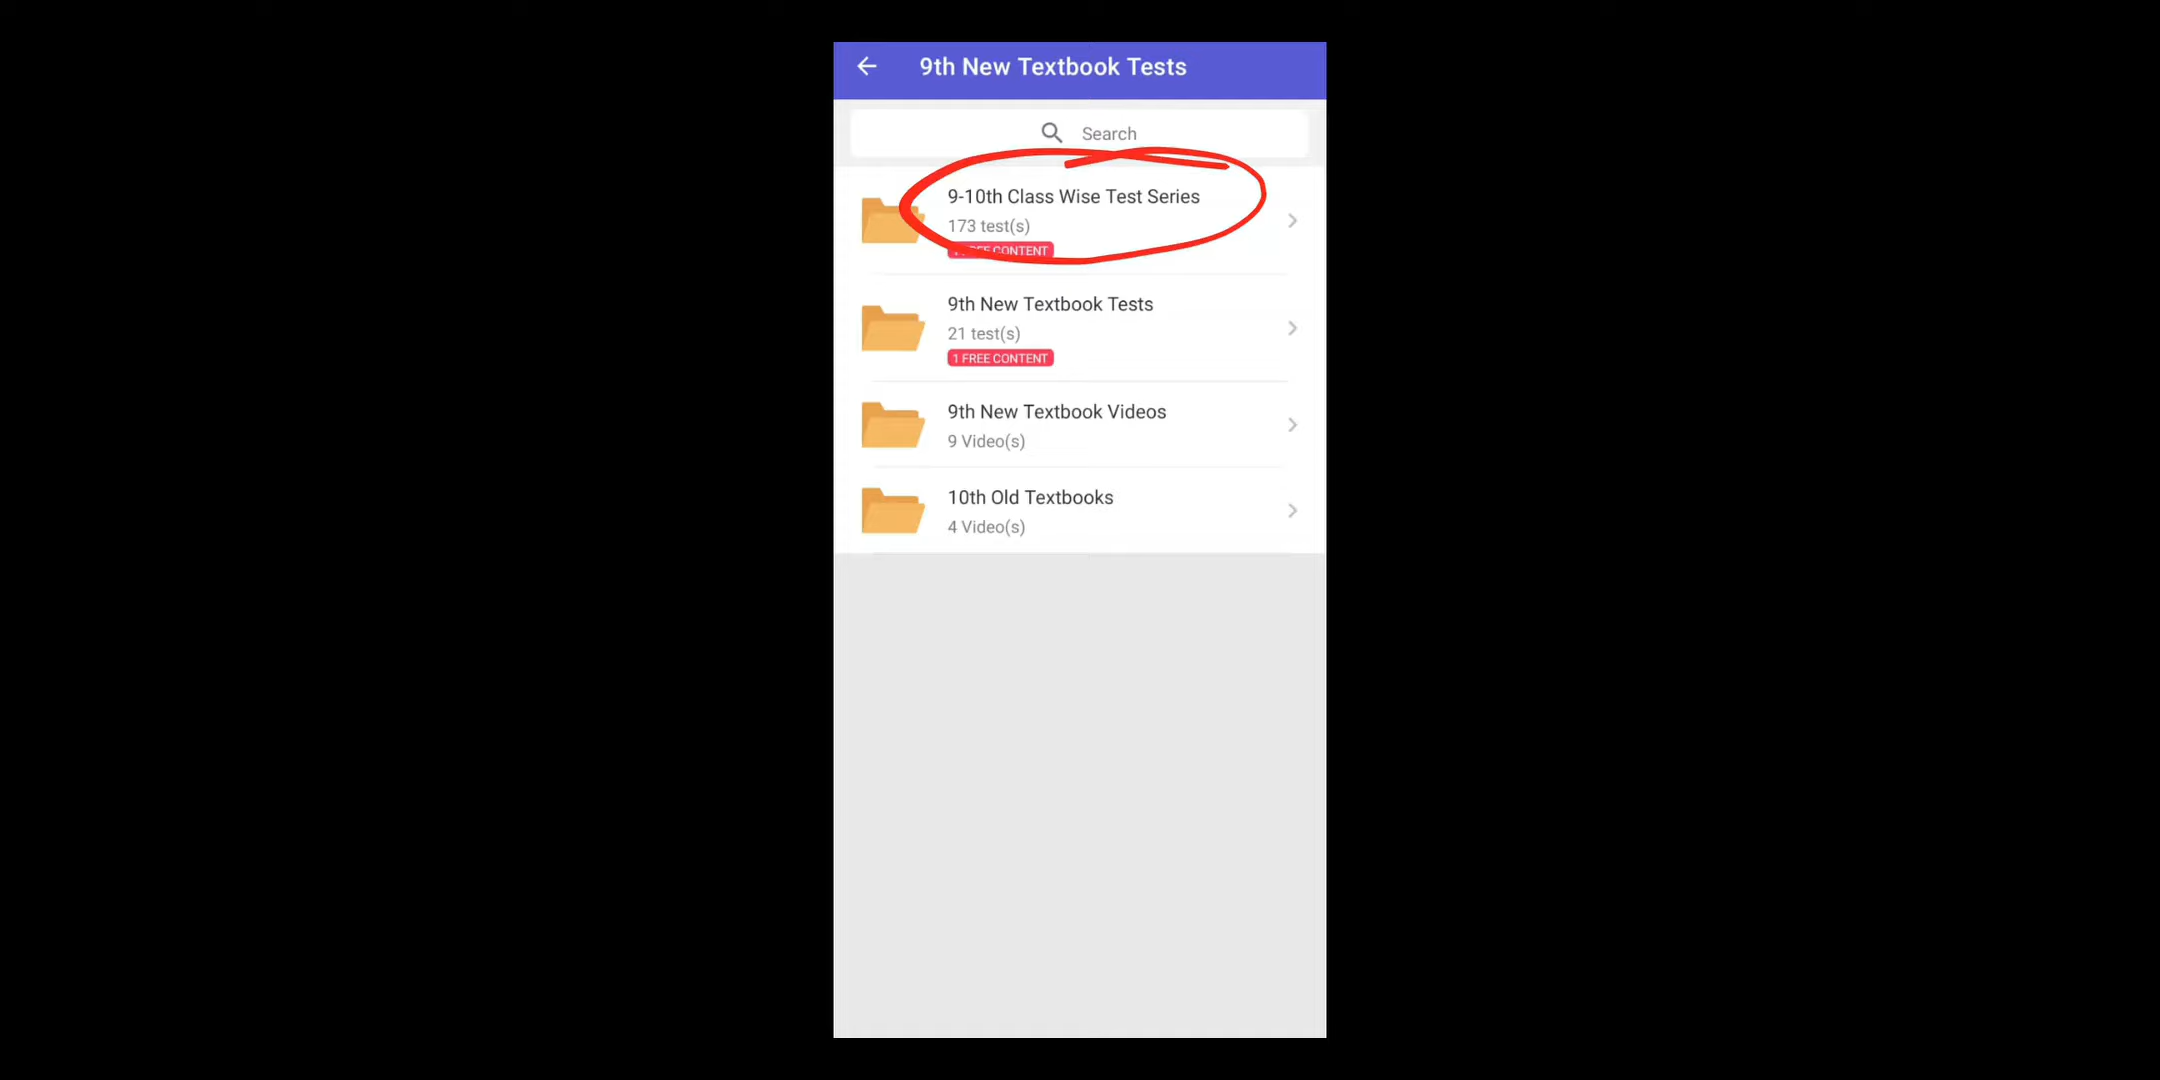 9th New Textbook Tests
Search
9-10th Class Wise Test Series
173 test(s)
FREE CONTENT
9th New Textbook Tests
21 test(s)
1 FREE CONTENT
9th New Textbook Videos
9 Video(s)
10th Old Textbooks
4 Video(s)